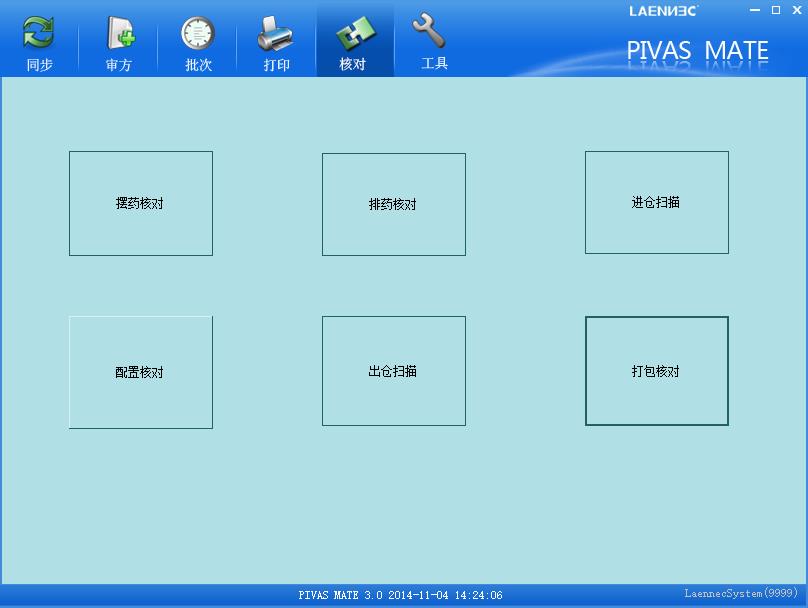 LAENNEC
PIVAS MATE
同步 审方 批次 打印 核对 工具
摆药核对 排药核对 进仓扫描
配置核对 出仓扫描 打包核对
PIVAS MATE 3.0 2014-11-04 14:24:06
LaennecSystem(9999)